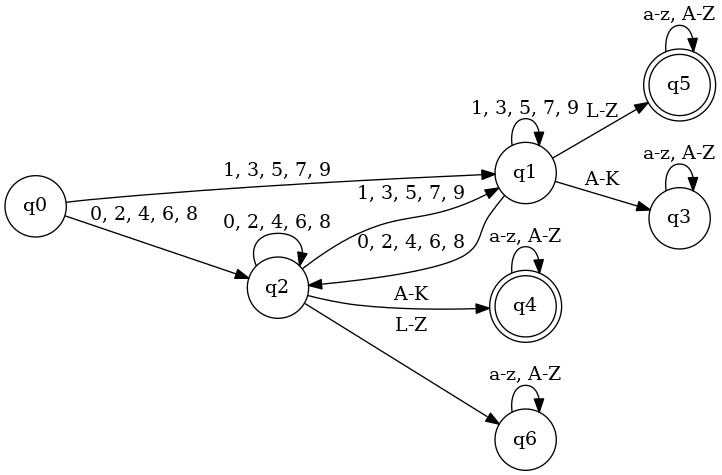 a-z, A-Z
q5
1, 3, 5, 7, 9
L-Z
a-z, A-Z
1, 3, 5, 7, 9
q1
A-K
q3
q0
1, 3, 5, 7, 9
0, 2, 4, 6, 8
0, 2, 4, 6, 8
0, 2, 4, 6, 8
a-z, A-Z
q2
A-K
q4
L-Z
a-z, A-Z
q6